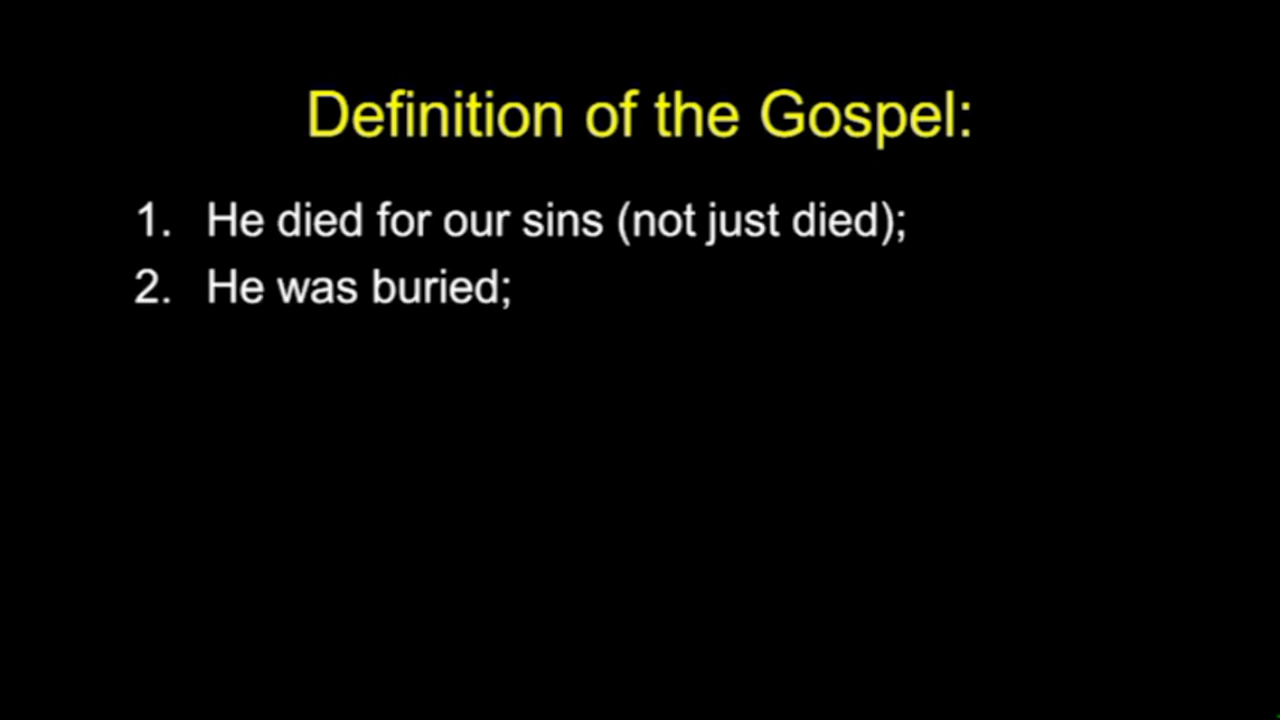 Definition of the Gospel:
1. He died for our sins (not just died);
2. He was buried;